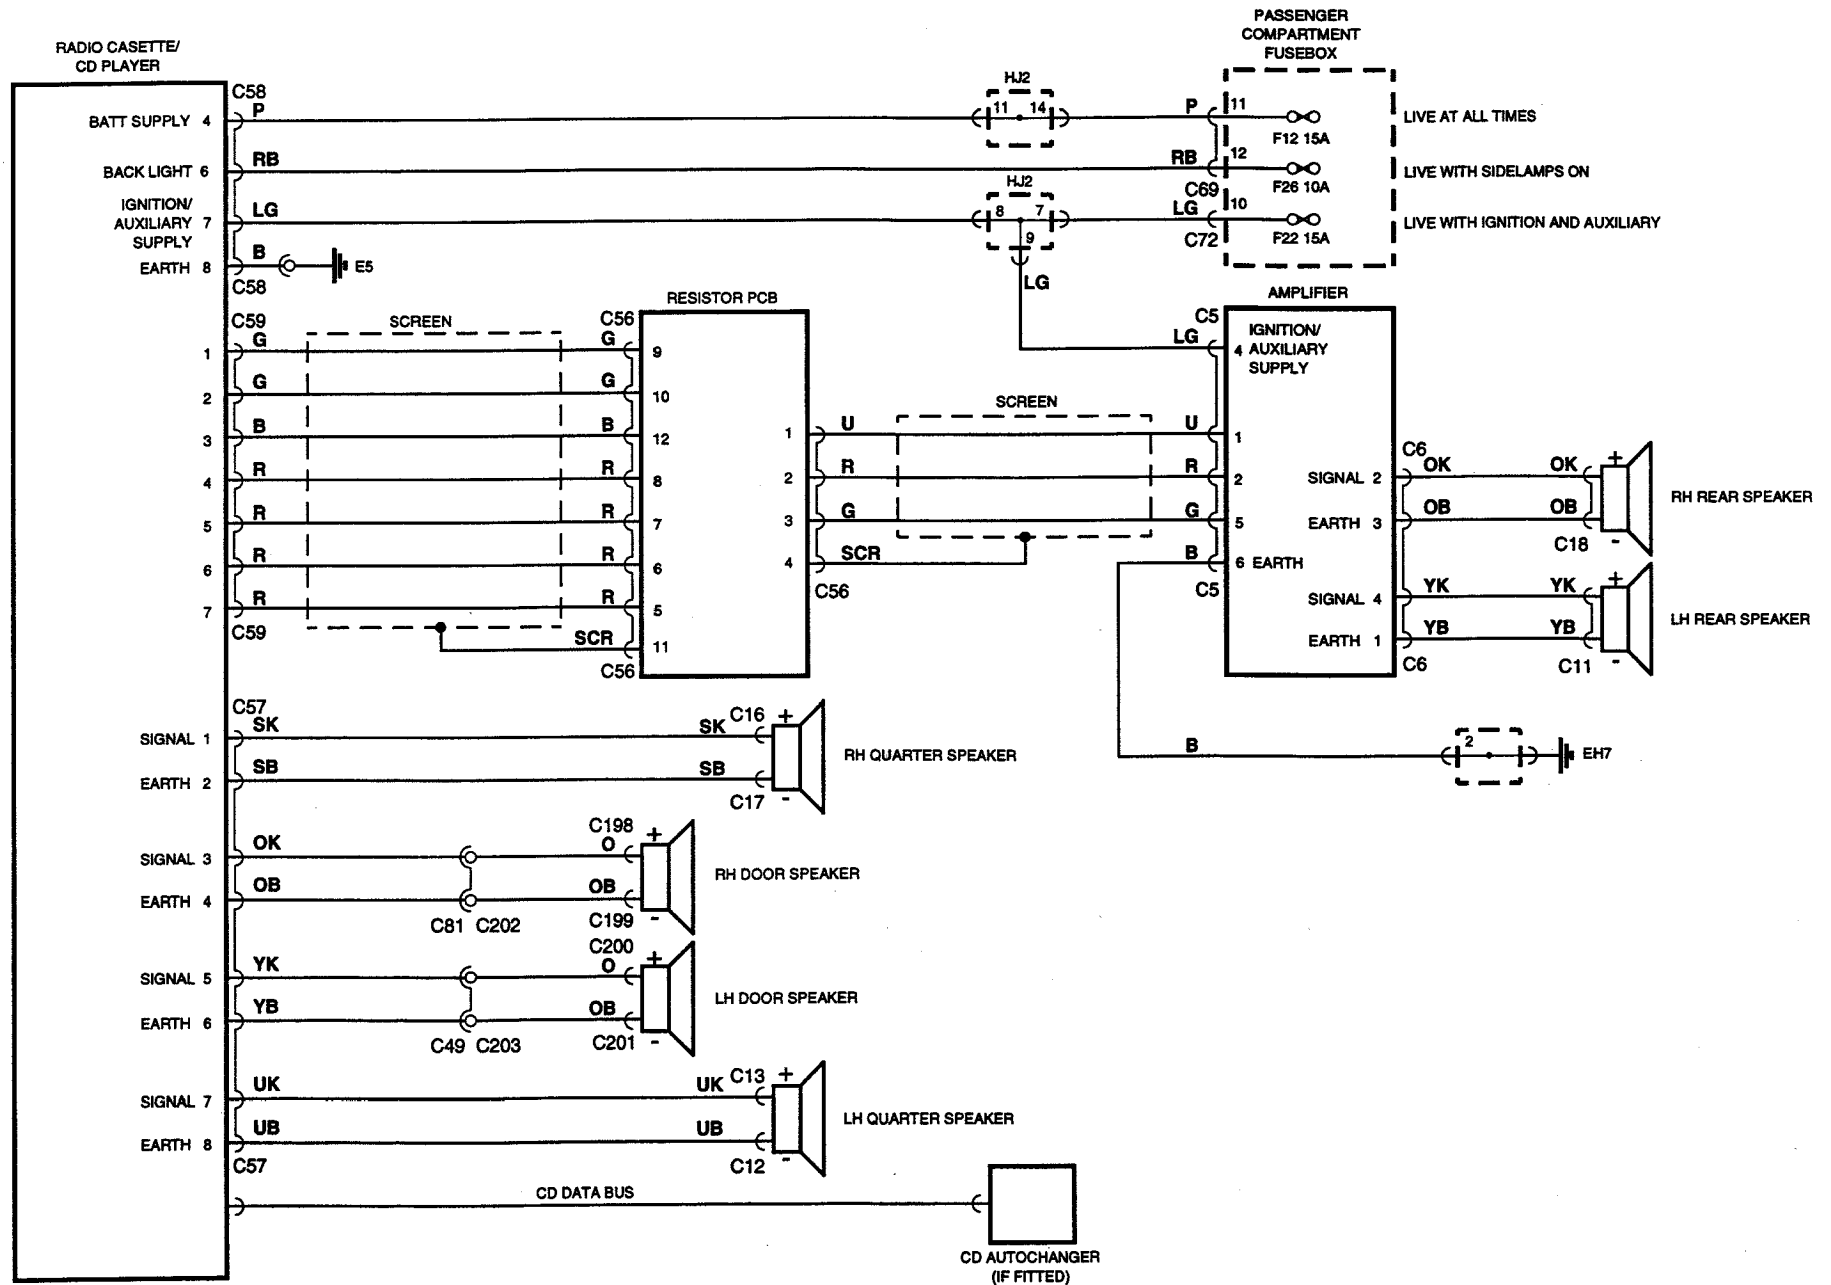 PASSENGER
COMPARTMENT
FUSEBOX
RADIO CASETTE/
CD PLAYER
C58
BATT SUPPLY 4 P
HJ2
11 14
P 11
F12 15A
LIVE AT ALL TIMES
BACK LIGHT 6 RB
RB 12
C69
F26 10A
LIVE WITH SIDELAMPS ON
IGNITION/
AUXILIARY 7 LG
SUPPLY
HJ2
8 7
9
LG 10
C72
F22 15A
LIVE WITH IGNITION AND AUXILIARY
EARTH 8 B
E5
C58
LG
C59
SCREEN
1 G
2 G
3 B
4 R
5 R
6 R
7 R
C59
RESISTOR PCB
C56
G 9
G 10
B 12
R 8
R 7
R 6
R 5
SCR 11
C56
1 U
2 R
3 G
4 SCR
C56
SCREEN
AMPLIFIER
C5
LG 4
IGNITION/
AUXILIARY
SUPPLY
U 1
R 2
G 5
B 6 EARTH
C5
C6
SIGNAL 2 OK OK +
EARTH 3 OB OB -
C18
RH REAR SPEAKER
SIGNAL 4 YK YK +
EARTH 1 YB YB -
C6 C11
LH REAR SPEAKER
B 2 EH7
C57
SIGNAL 1 SK SK C16 +
EARTH 2 SB SB C17 -
RH QUARTER SPEAKER
SIGNAL 3 OK O C198 +
EARTH 4 OB OB C199 -
C81 C202
RH DOOR SPEAKER
SIGNAL 5 YK O C200 +
EARTH 6 YB OB C201 -
C49 C203
LH DOOR SPEAKER
SIGNAL 7 UK UK C13 +
EARTH 8 UB UB C12 -
C57
LH QUARTER SPEAKER
CD DATA BUS
CD AUTOCHANGER
(IF FITTED)